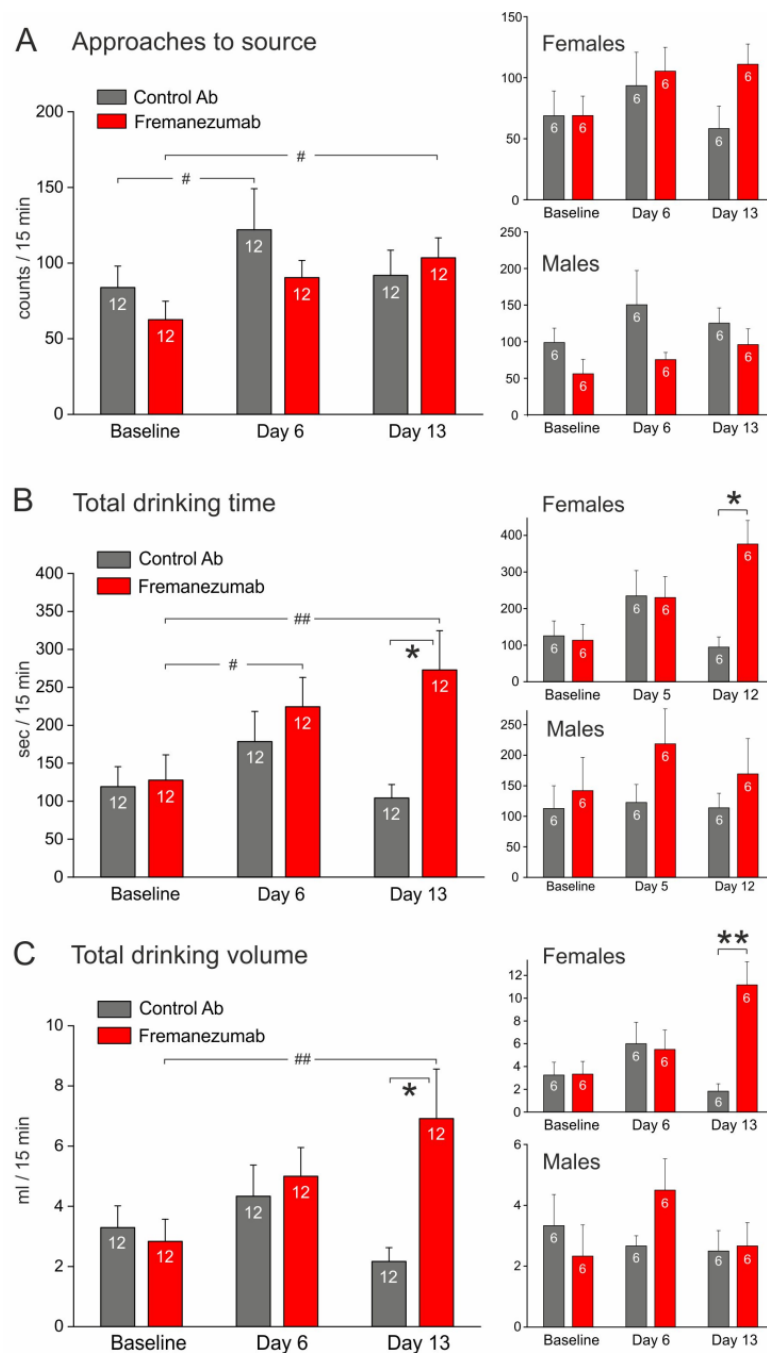 A Approaches to source
Control Ab
Fremanezumab
counts / 15 min
200
150
100
50
0
#
#
12
12
12
12
12
12
Baseline
Day 6
Day 13
Females
150
100
50
0
6
6
6
6
6
6
Baseline
Day 6
Day 13
Males
250
200
150
100
50
0
6
6
6
6
6
6
Baseline
Day 6
Day 13
B Total drinking time
Control Ab
Fremanezumab
sec / 15 min
400
350
300
250
200
150
100
50
0
##
#
*
12
12
12
12
12
12
Baseline
Day 6
Day 13
Females
*
400
300
200
100
0
6
6
6
6
6
6
Baseline
Day 5
Day 12
Males
250
200
150
100
50
0
6
6
6
6
6
6
Baseline
Day 5
Day 12
C Total drinking volume
Control Ab
Fremanezumab
ml / 15 min
10
8
6
4
2
0
##
*
12
12
12
12
12
12
Baseline
Day 6
Day 13
Females
**
12
10
8
6
4
2
0
6
6
6
6
6
6
Baseline
Day 6
Day 13
Males
6
4
2
0
6
6
6
6
6
6
Baseline
Day 6
Day 13